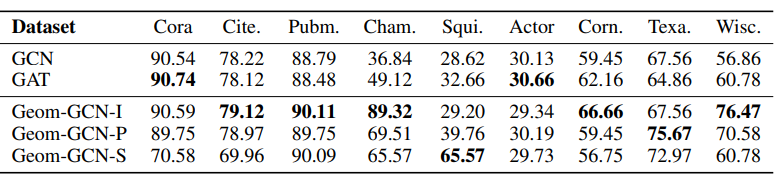 Dataset Cora Cite. Pubm. Cham. Squi. Actor Corn. Texa. Wisc.
GCN 90.54 78.22 88.79 36.84 28.62 30.13 59.45 67.56 56.86
GAT 90.74 78.12 88.48 49.12 32.66 30.66 62.16 64.86 60.78
Geom-GCN-I 90.59 79.12 90.11 89.32 29.20 29.34 66.66 67.56 76.47
Geom-GCN-P 89.75 78.97 89.75 69.51 39.76 30.19 59.45 75.67 70.58
Geom-GCN-S 70.58 69.96 90.09 65.57 65.57 29.73 56.75 72.97 60.78